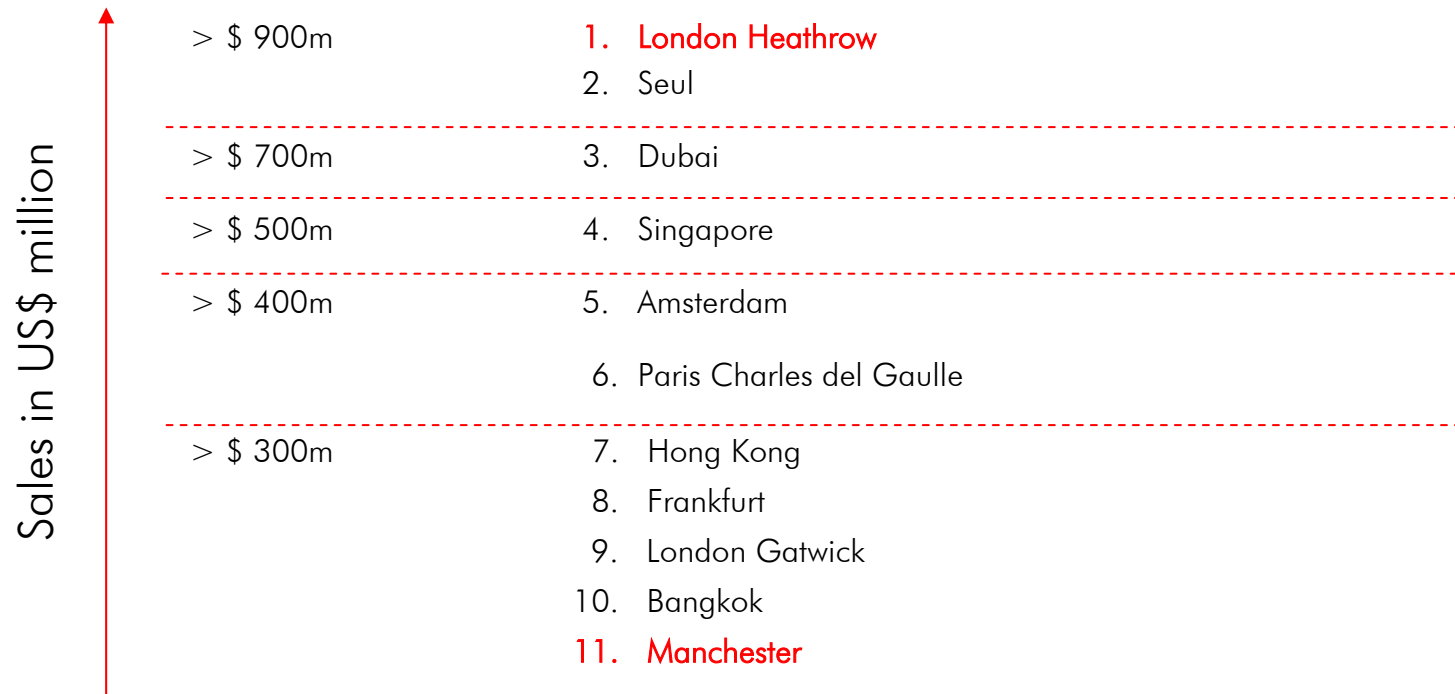 Sales in US$ million
> $ 900m 1. London Heathrow
2. Seul
> $ 700m 3. Dubai
> $ 500m 4. Singapore
> $ 400m 5. Amsterdam
6. Paris Charles del Gaulle
> $ 300m 7. Hong Kong
8. Frankfurt
9. London Gatwick
10. Bangkok
11. Manchester